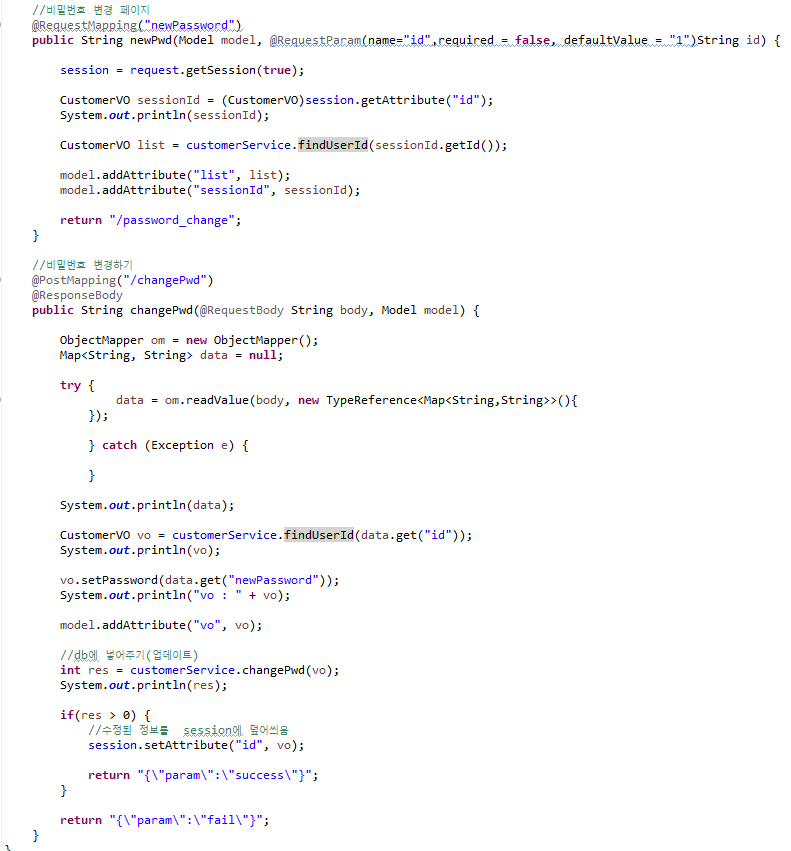 //비밀번호 변경 페이지
@RequestMapping("newPassword")
public String newPwd(Model model, @RequestParam(name="id",required = false, defaultValue = "1")String id) {
session = request.getSession(true);
CustomerVO sessionId = (CustomerVO)session.getAttribute("id");
System.out.println(sessionId);
CustomerVO list = customerService.findUserId(sessionId.getId());
model.addAttribute("list", list);
model.addAttribute("sessionId", sessionId);
return "/password_change";
}
//비밀번호 변경하기
@PostMapping("/changePwd")
@ResponseBody
public String changePwd(@RequestBody String body, Model model) {
ObjectMapper om = new ObjectMapper();
Map<String, String> data = null;
try {
data = om.readValue(body, new TypeReference<Map<String,String>>(){
});
} catch (Exception e) {
}
System.out.println(data);
CustomerVO vo = customerService.findUserId(data.get("id"));
System.out.println(vo);
vo.setPassword(data.get("newPassword"));
System.out.println("vo : " + vo);
model.addAttribute("vo", vo);
//db에 넣어주기(업데이트)
int res = customerService.changePwd(vo);
System.out.println(res);
if(res > 0) {
//수정된 정보를 session에 덮어씌움
session.setAttribute("id", vo);
return "{\"param\":\"success\"}";
}
return "{\"param\":\"fail\"}";
}
}